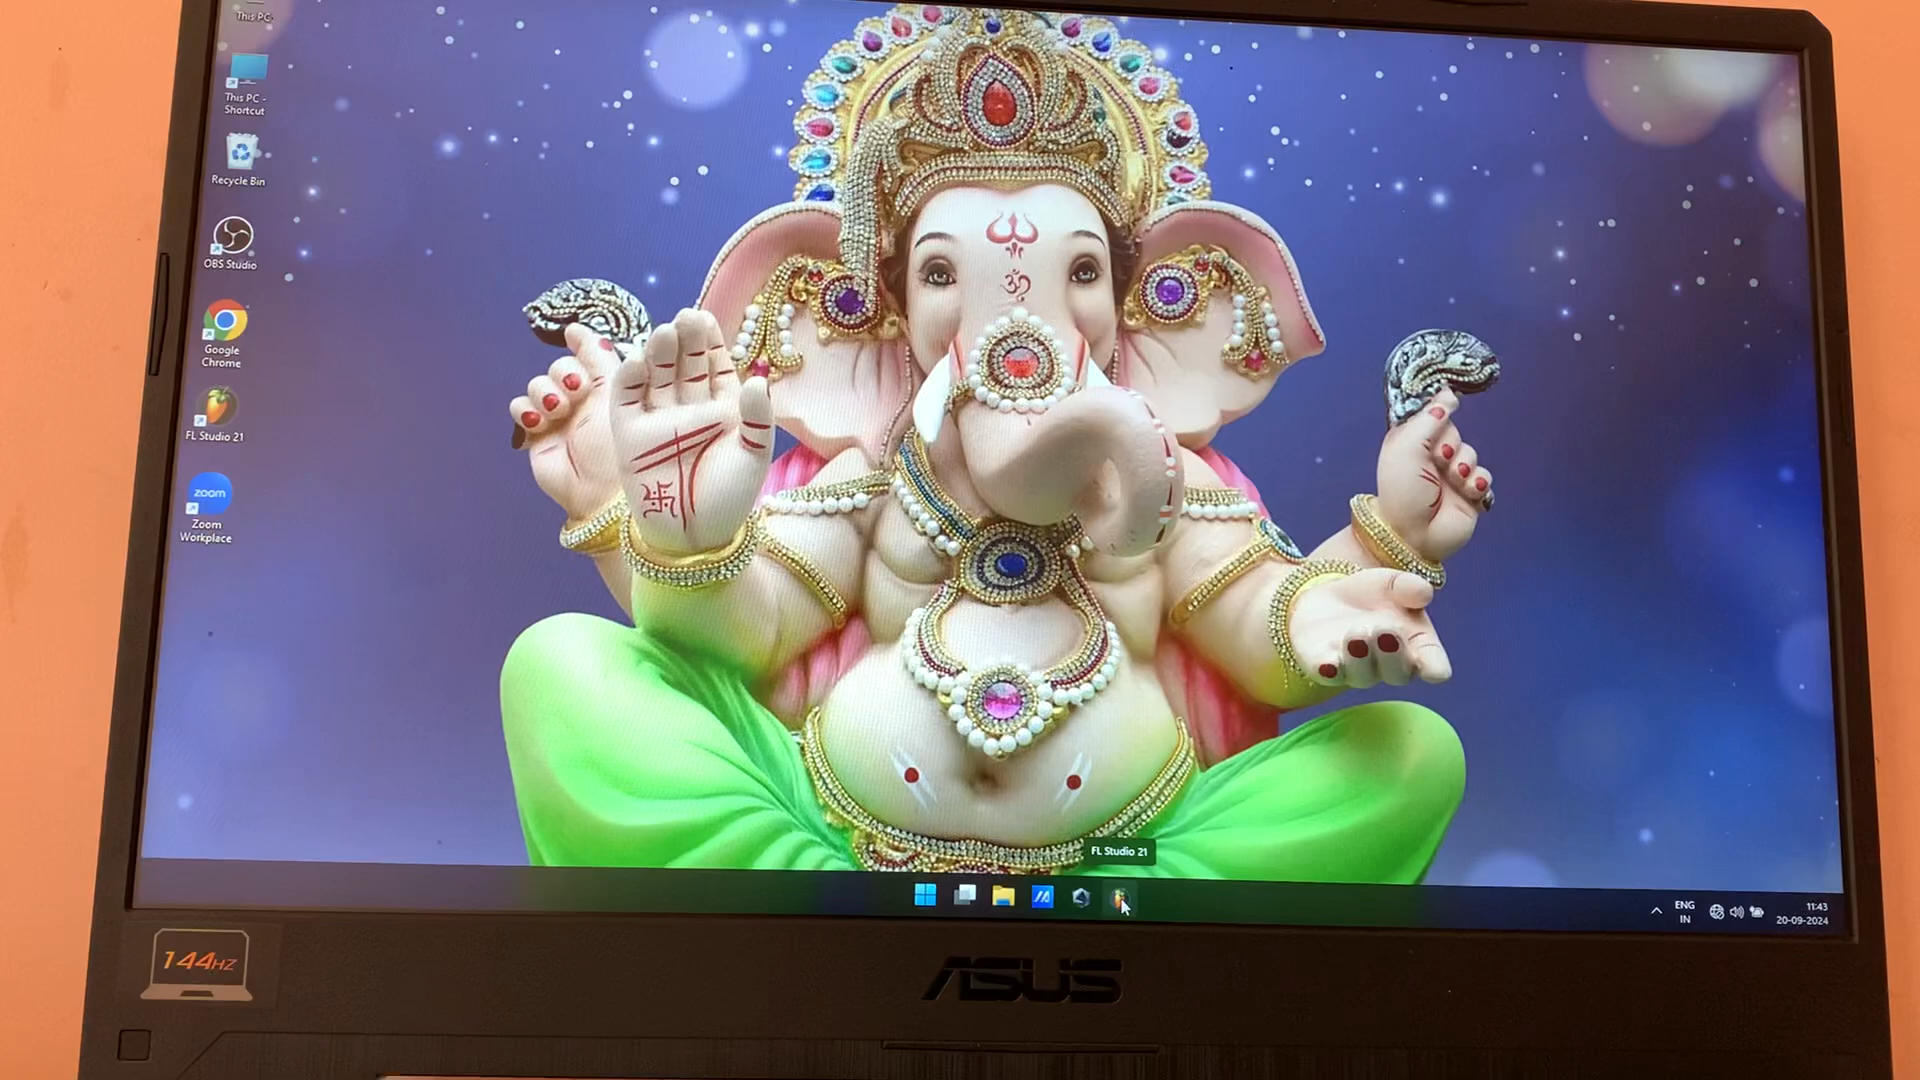 This PC
This PC -
Shortcut
Recycle Bin
OBS Studio
Google
Chrome
FL Studio 21
zoom
Zoom
Workplace
ॐ
FL Studio 21
ENG
IN
11:43
20-09-2024
144HZ
ASUS